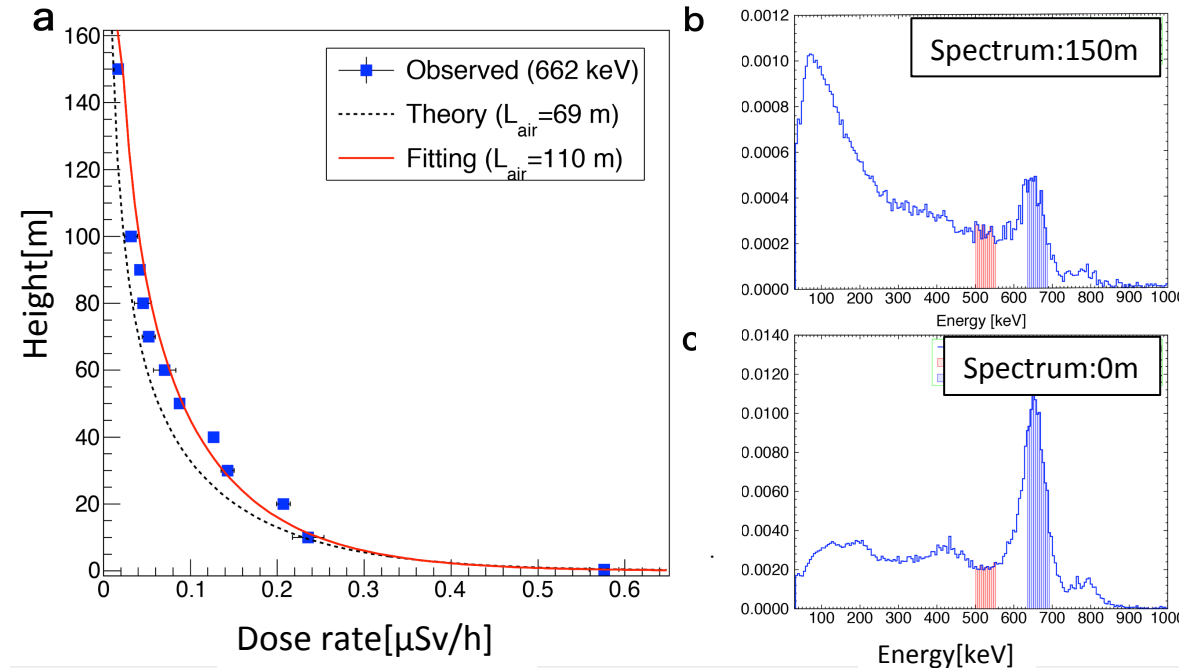 a
160
140
120
100
80
60
40
20
0
Height[m]
Observed (662 keV)
Theory (L_air=69 m)
Fitting (L_air=110 m)
0 0.1 0.2 0.3 0.4 0.5 0.6
Dose rate[μSv/h]
b
Spectrum:150m
0.0012
0.0010
0.0008
0.0006
0.0004
0.0002
0.0000
100 200 300 400 500 600 700 800 900 1000
Energy [keV]
c
Spectrum:0m
0.0140
0.0120
0.0100
0.0080
0.0060
0.0040
0.0020
0.0000
100 200 300 400 500 600 700 800 900 1000
Energy[keV]